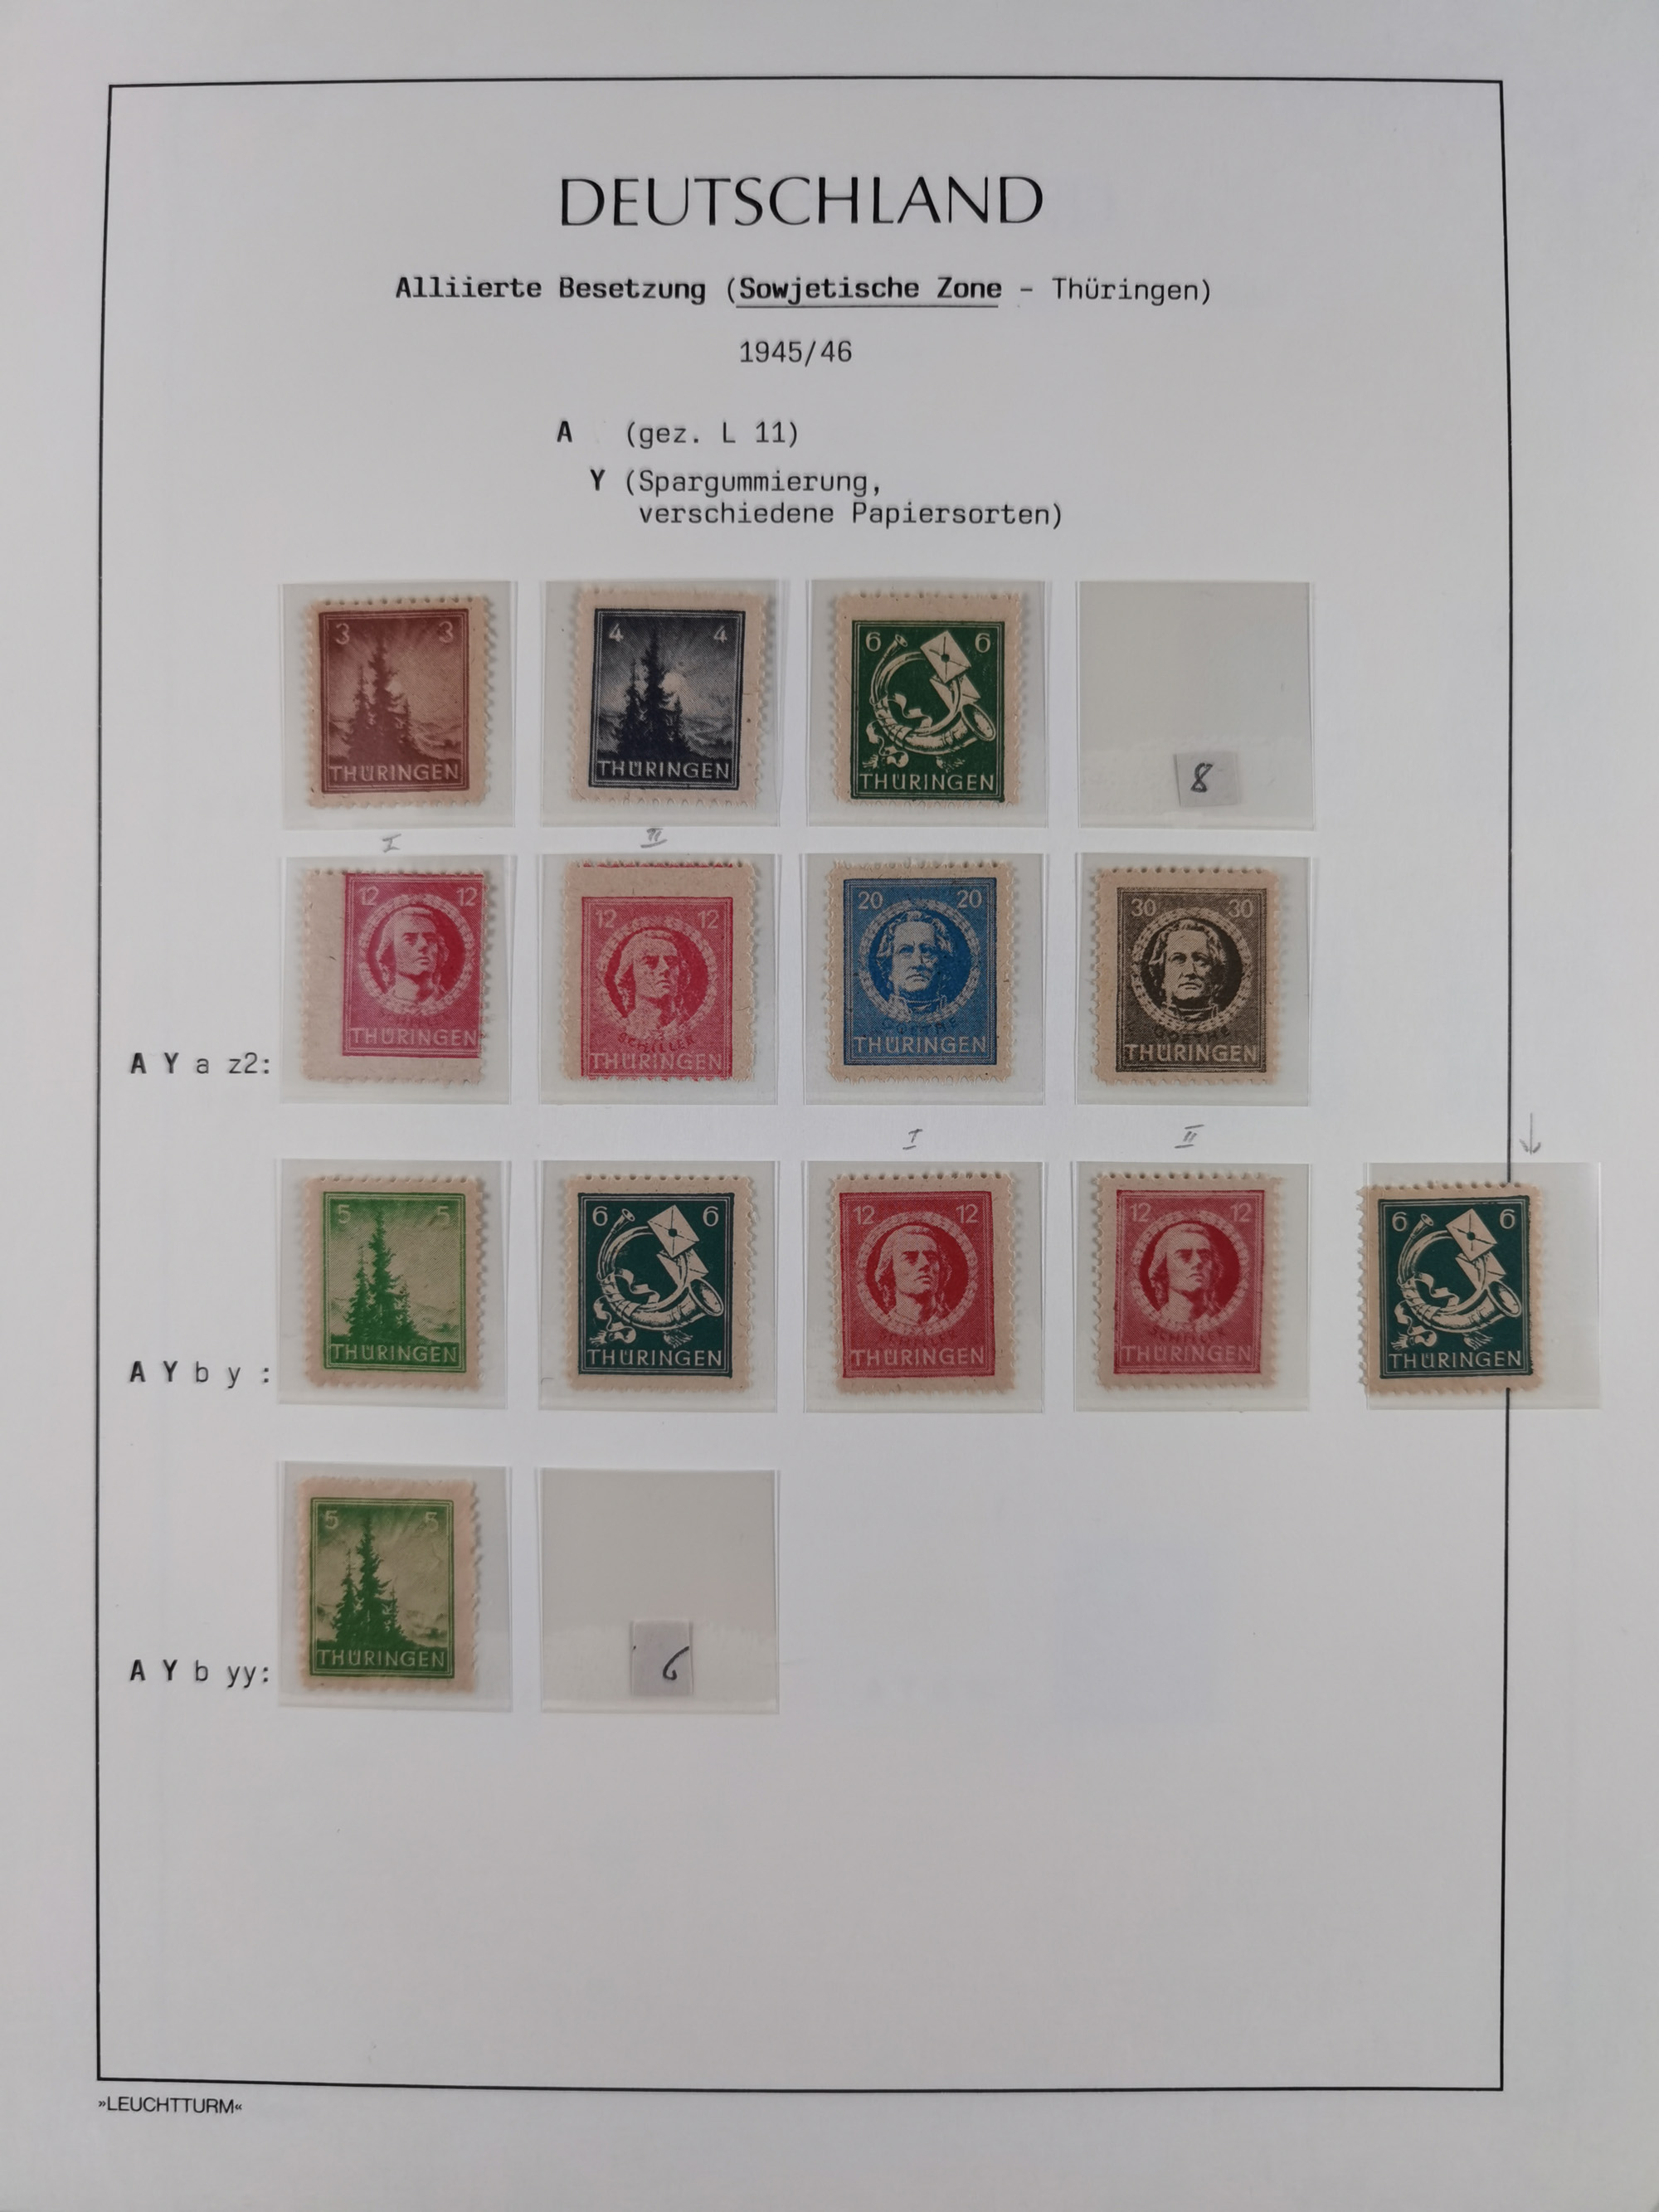 DEUTSCHLAND
Alliierte Besetzung (Sowjetische Zone - Thüringen)
1945/46
A (gez. L 11)
Y (Spargummierung,
verschiedene Papiersorten)
3 3
THÜRINGEN
4 4
THÜRINGEN
6 6
THÜRINGEN
8
I
II
12 12
THÜRINGEN
12 12
SCHILLER
THÜRINGEN
20 20
GOETHE
THÜRINGEN
30 30
GOETHE
THÜRINGEN
A Y a z2:
I
II
5 5
THÜRINGEN
6 6
THÜRINGEN
12 12
SCHILLER
THÜRINGEN
12 12
SCHILLER
THÜRINGEN
6 6
THÜRINGEN
A Y b y :
5 5
THÜRINGEN
6
A Y b yy:
»LEUCHTTURM«